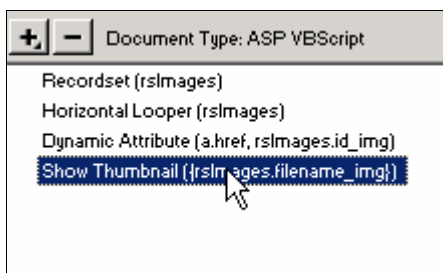 Document Type: ASP VBScript
Recordset (rsImages)
Horizontal Looper (rsImages)
Dynamic Attribute (a.href, rsImages.id_img)
Show Thumbnail ({rsImages.filename_img})